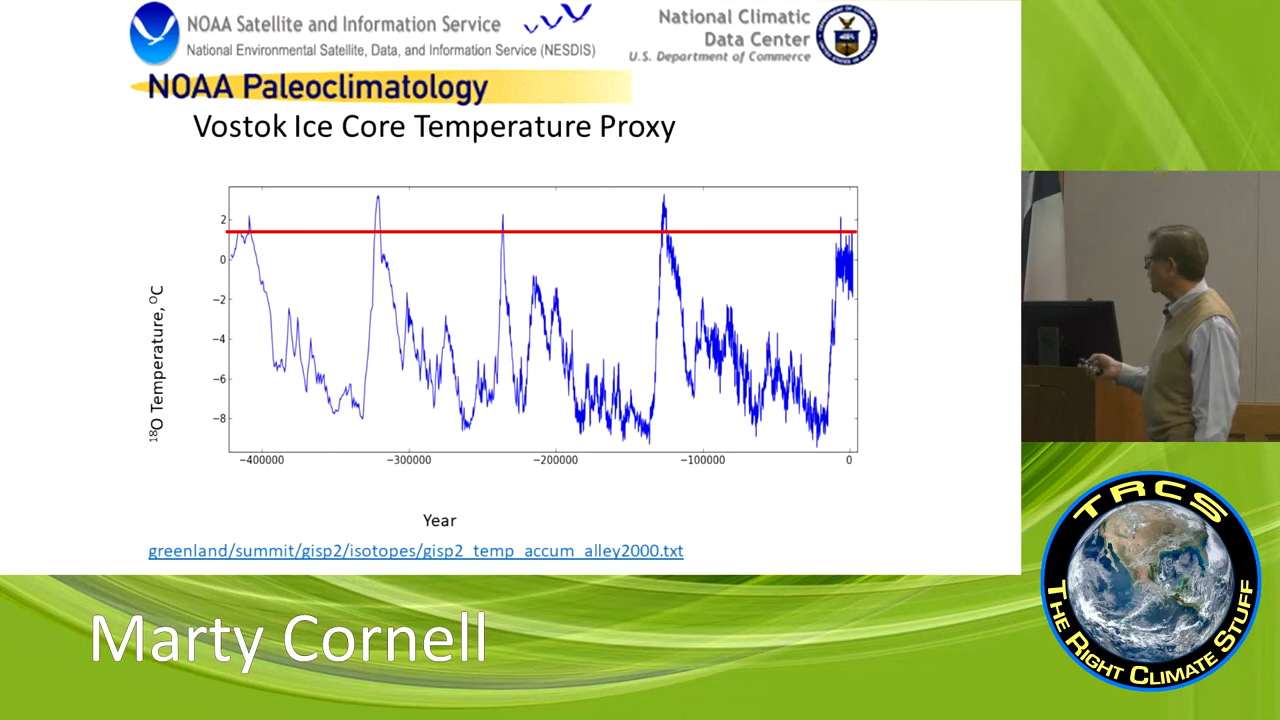 NOAA Satellite and Information Service
National Environmental Satellite, Data, and Information Service (NESDIS)
National Climatic
Data Center
U.S. Department of Commerce
NOAA Paleoclimatology
Vostok Ice Core Temperature Proxy
2
0
−2
−4
−6
−8
18O Temperature, OC
−400000
−300000
−200000
−100000
0
Year
greenland/summit/gisp2/isotopes/gisp2_temp_accum_alley2000.txt
Marty Cornell
TRCS
THE RIGHT CLIMATE STUFF